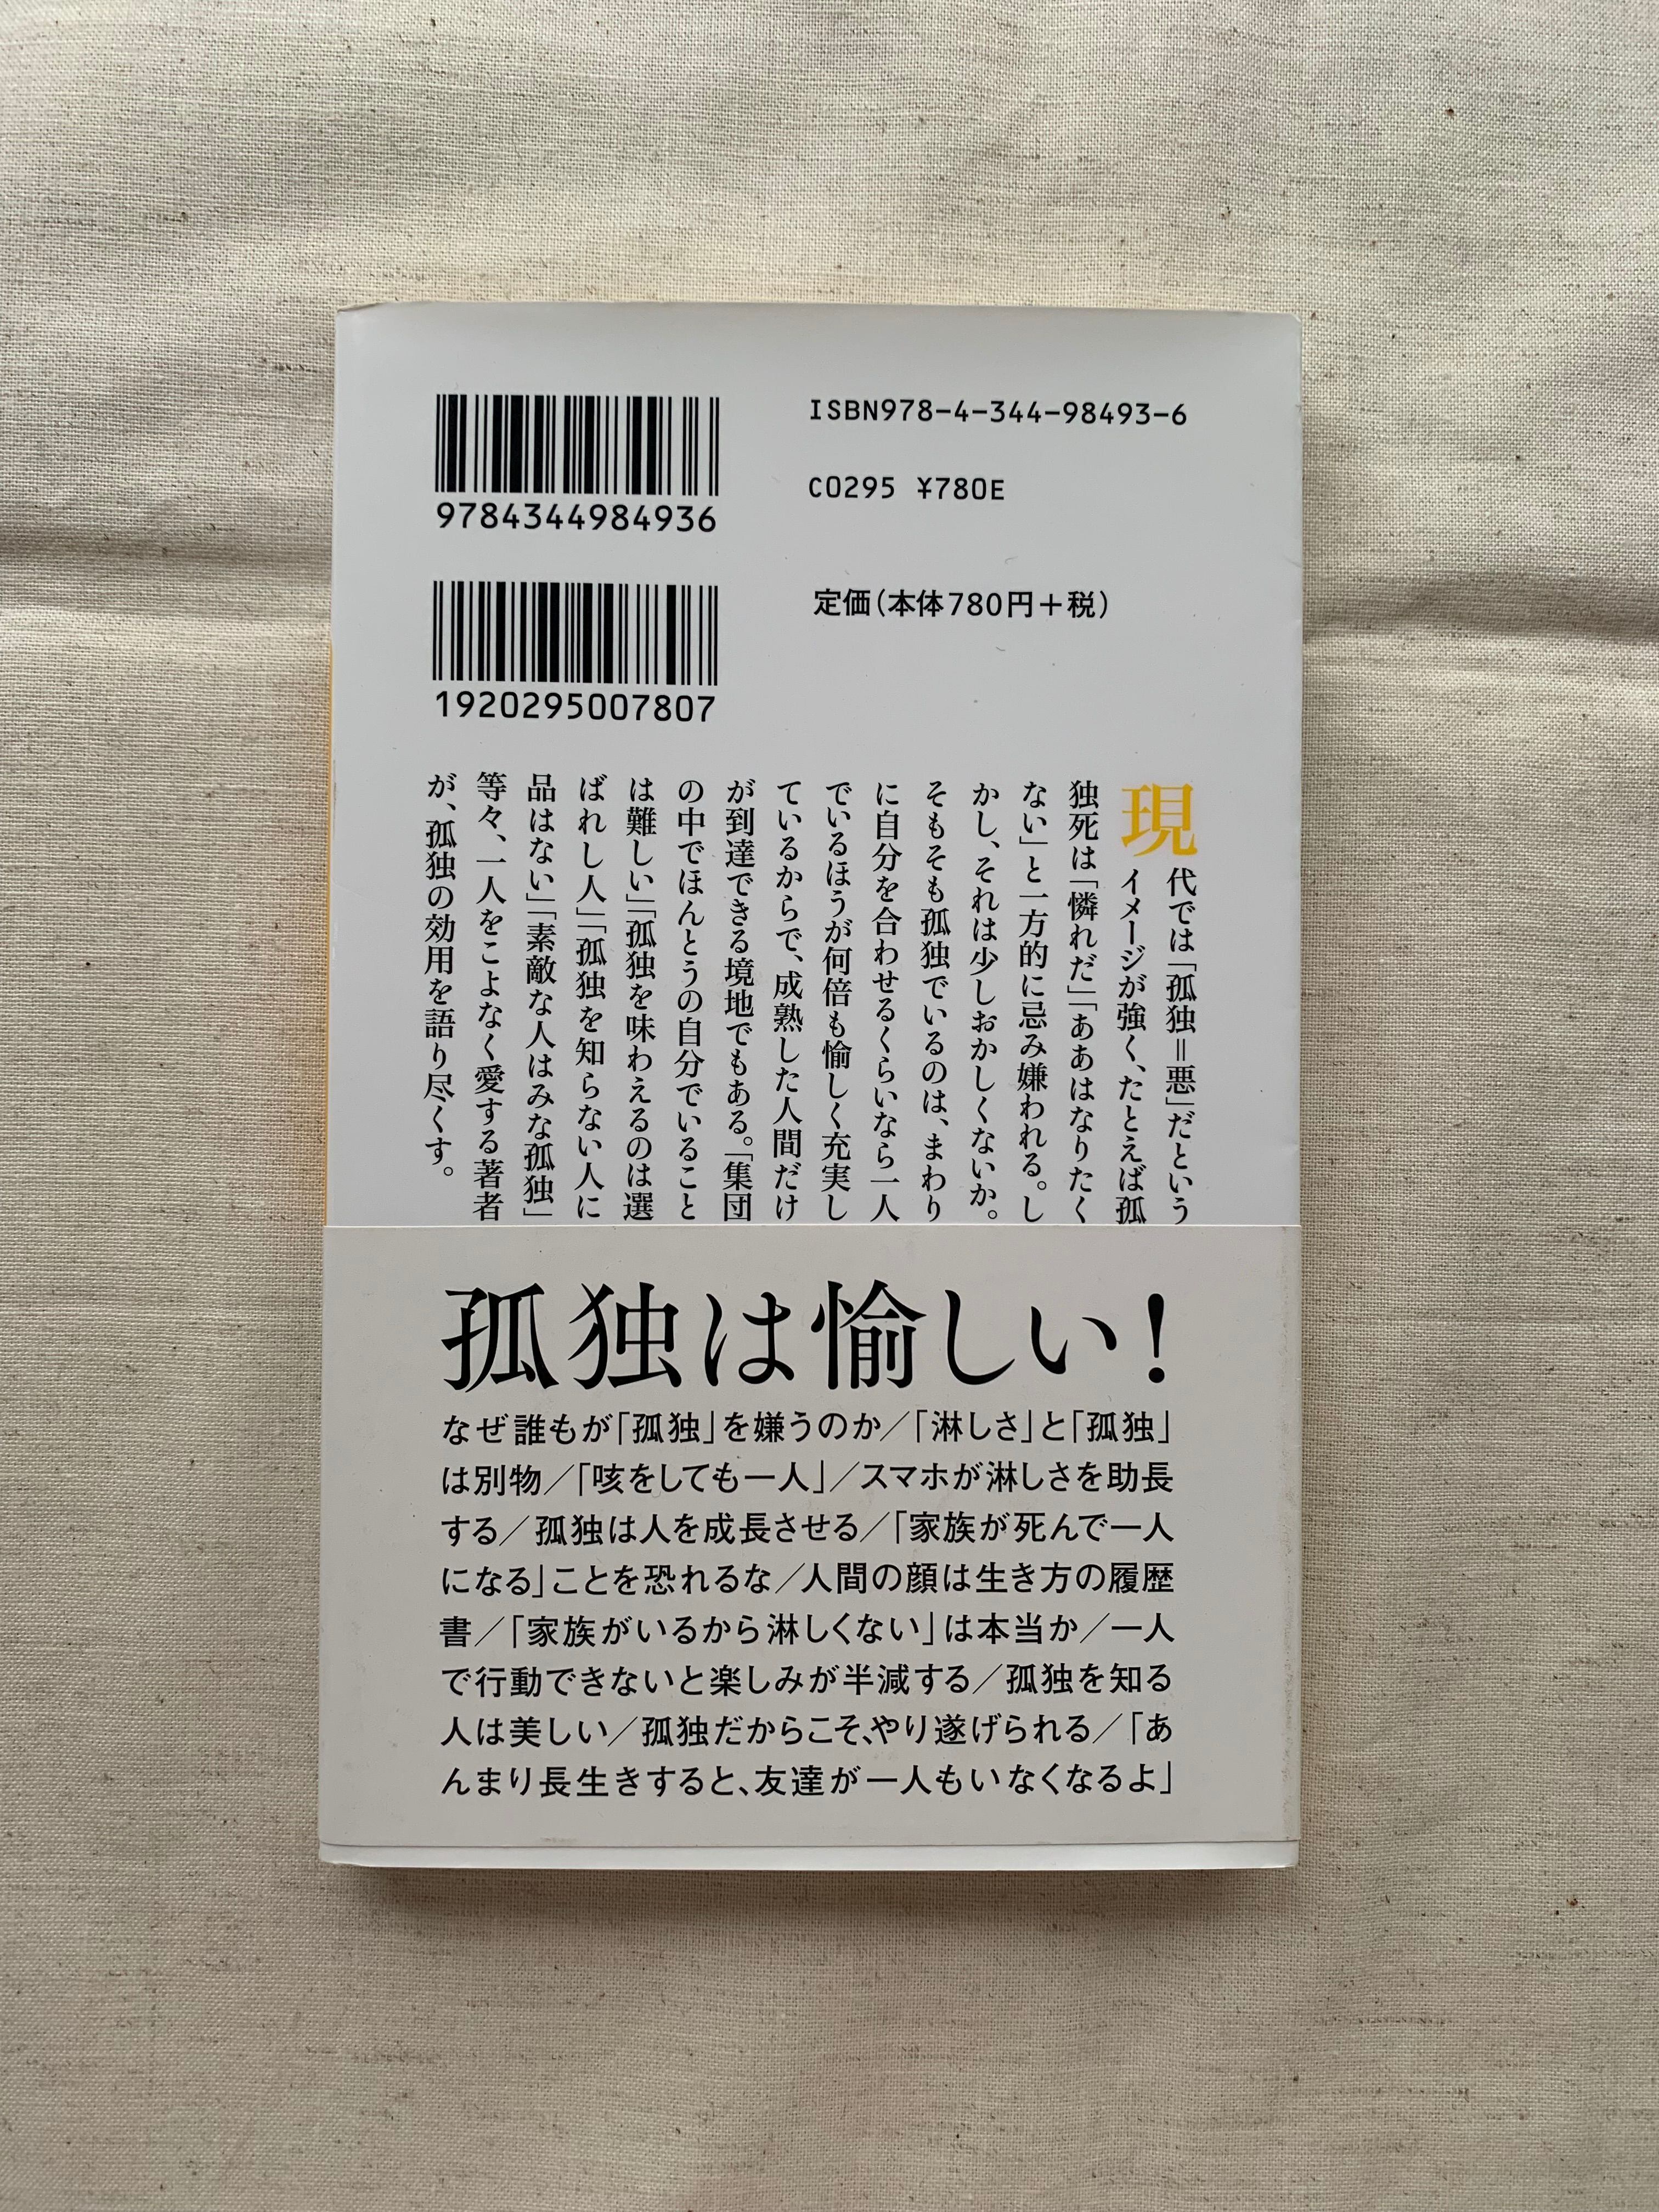 9784344984936
1920295007807
ISBN978-4-344-98493-6
C0295 ¥780E
定価(本体780円+税)
現代では「孤独=悪」だという
イメージが強く、たとえば孤
独死は「憐れだ」「ああはなりたく
ない」と一方的に忌み嫌われる。し
かし、それは少しおかしくないか。
そもそも孤独でいるのは、まわり
に自分を合わせるくらいなら一人
でいるほうが何倍も愉しく充実し
ているからで、成熟した人間だけ
が到達できる境地でもある。「集団
の中でほんとうの自分でいること
は難しい」「孤独を味わえるのは選
ばれし人」「孤独を知らない人に
品はない」「素敵な人はみな孤独」
等々、一人をこよなく愛する著者
が、孤独の効用を語り尽くす。
孤独は愉しい!
なぜ誰もが「孤独」を嫌うのか/「淋しさ」と「孤独」
は別物/「咳をしても一人」/スマホが淋しさを助長
する/孤独は人を成長させる/「家族が死んで一人
になる」ことを恐れるな/人間の顔は生き方の履歴
書/「家族がいるから淋しくない」は本当か/一人
で行動できないと楽しみが半減する/孤独を知る
人は美しい/孤独だからこそ、やり遂げられる/「あ
んまり長生きすると、友達が一人もいなくなるよ」